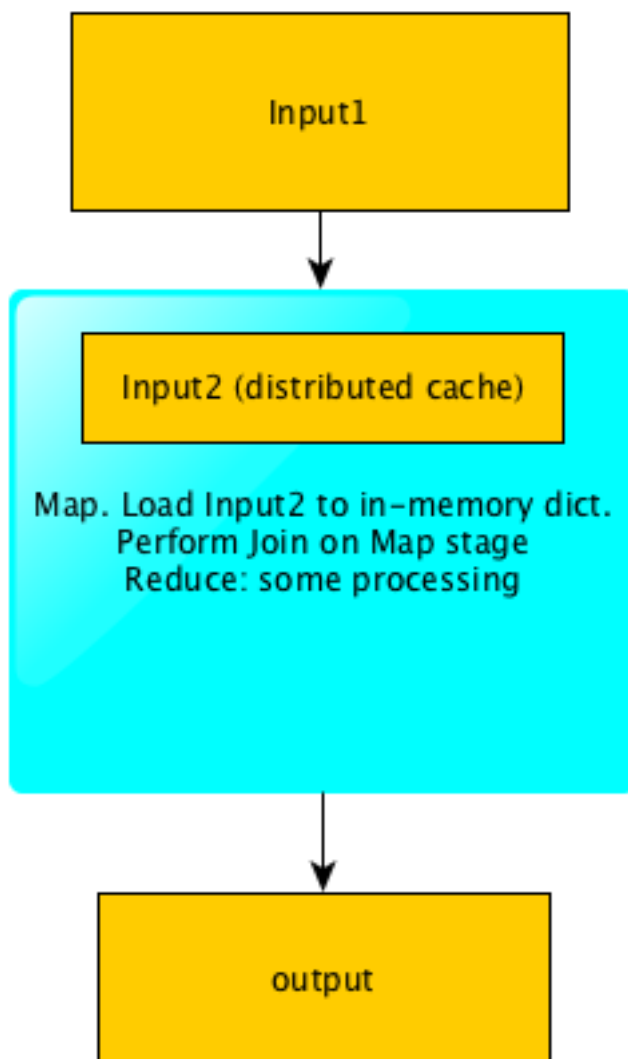 Input1
Input2 (distributed cache)
Map. Load Input2 to in-memory dict.
Perform Join on Map stage
Reduce: some processing
output